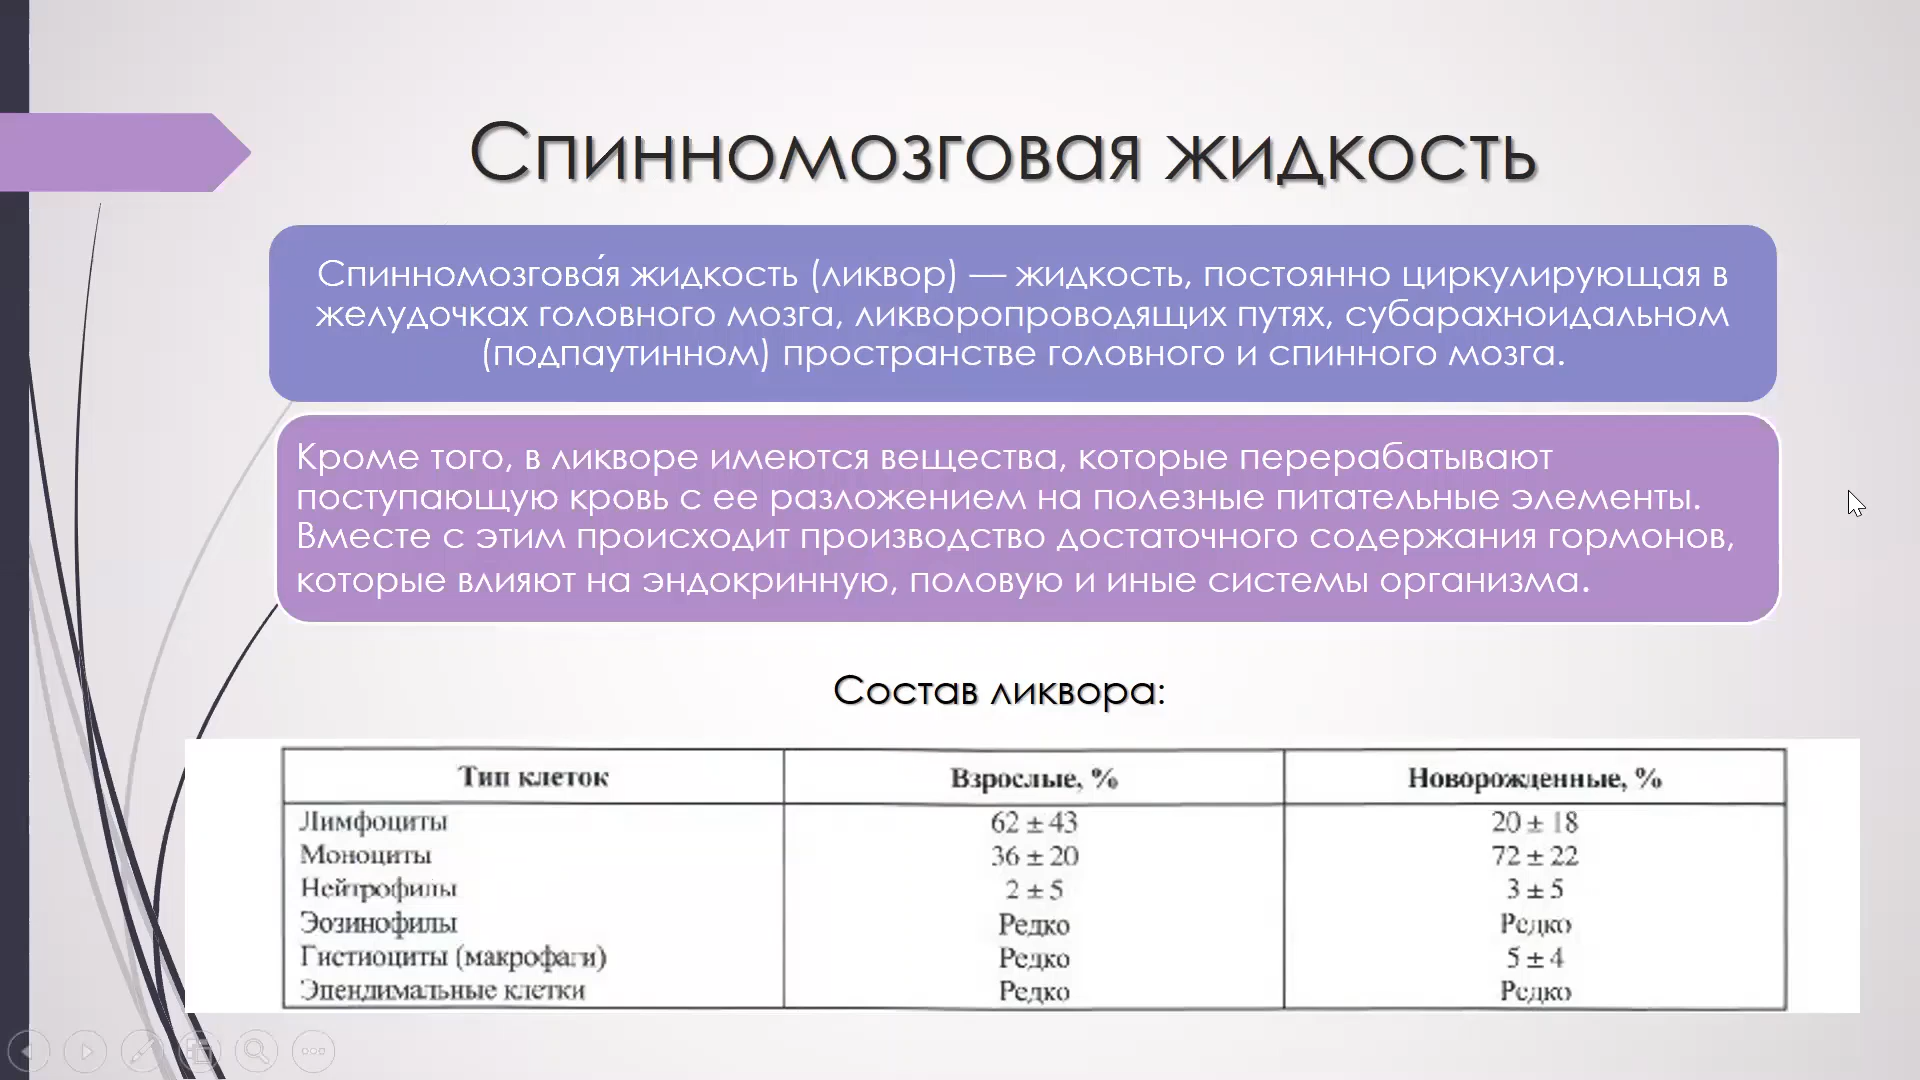 Спинномозговая жидкость
Спинномозгова́я жидкость (ликвор) — жидкость, постоянно циркулирующая в
желудочках головного мозга, ликворопроводящих путях, субарахноидальном
(подпаутинном) пространстве головного и спинного мозга.
Кроме того, в ликворе имеются вещества, которые перерабатывают
поступающую кровь с ее разложением на полезные питательные элементы.
Вместе с этим происходит производство достаточного содержания гормонов,
которые влияют на эндокринную, половую и иные системы организма.
Состав ликвора:
Тип клеток Взрослые, % Новорожденные, %
Лимфоциты 62 ± 43 20 ± 18
Моноциты 36 ± 20 72 ± 22
Нейтрофилы 2 ± 5 3 ± 5
Эозинофилы Редко Редко
Гистиоциты (макрофаги) Редко 5 ± 4
Эпендимальные клетки Редко Редко